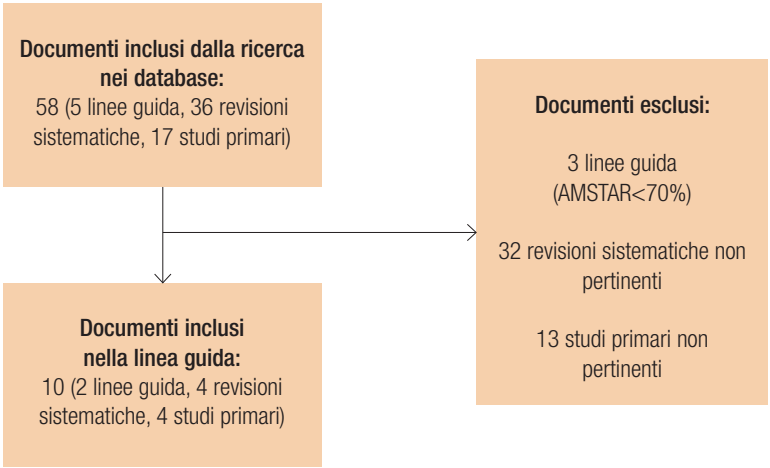 Documenti inclusi dalla ricerca
nei database:
58 (5 linee guida, 36 revisioni
sistematiche, 17 studi primari)
Documenti esclusi:
3 linee guida
(AMSTAR<70%)
32 revisioni sistematiche non
pertinenti
13 studi primari non
pertinenti
Documenti inclusi
nella linea guida:
10 (2 linee guida, 4 revisioni
sistematiche, 4 studi primari)